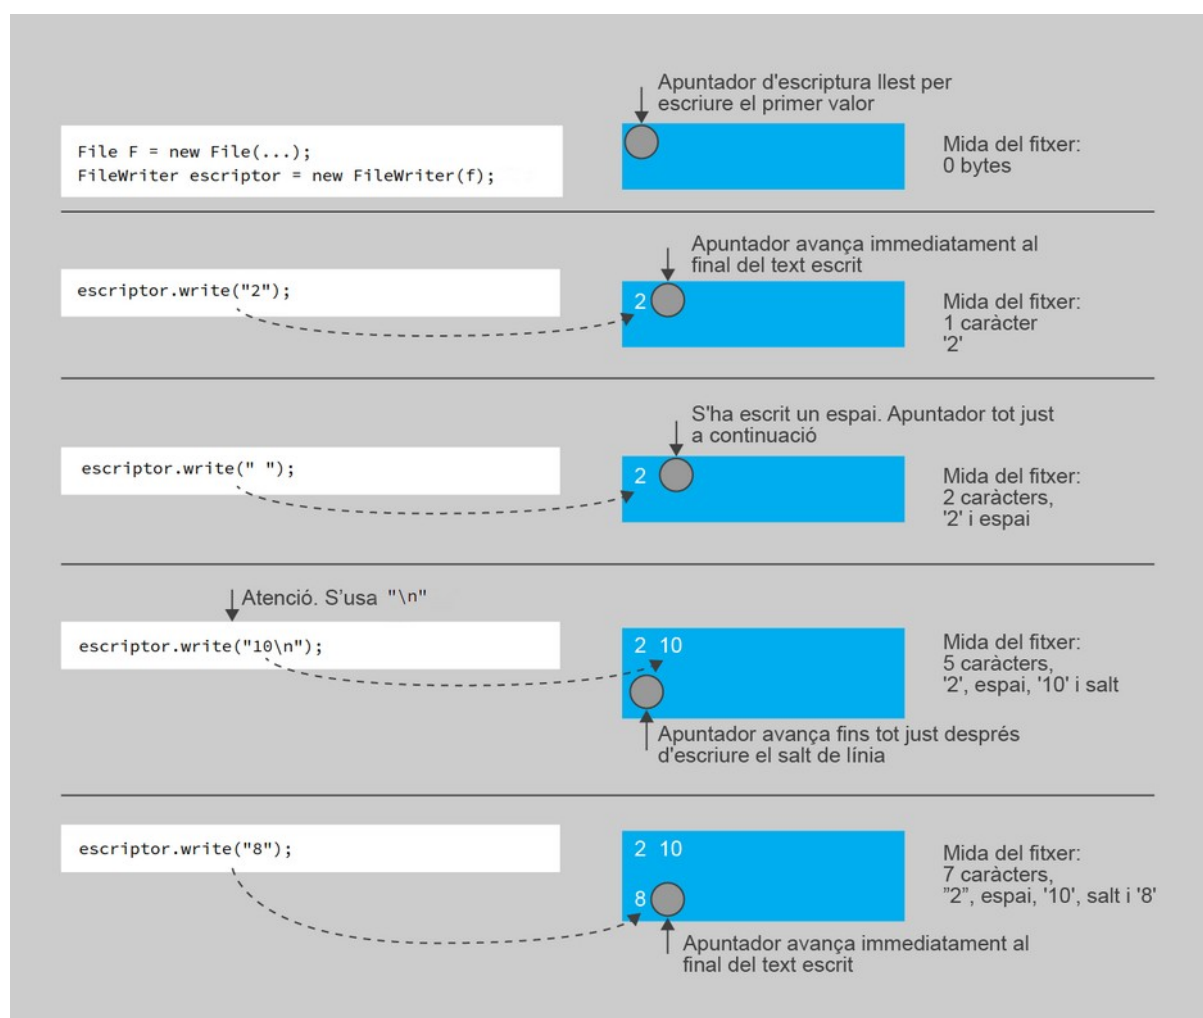 Apuntador d'escriptura llest per
escriure el primer valor
File F = new File(...);
FileWriter escriptor = new FileWriter(f);
Mida del fitxer:
0 bytes
Apuntador avança immediatament al
final del text escrit
escriptor.write("2");
2
Mida del fitxer:
1 caràcter
'2'
S'ha escrit un espai. Apuntador tot just
a continuació
escriptor.write(" ");
2
Mida del fitxer:
2 caràcters,
'2' i espai
Atenció. S’usa "\n"
escriptor.write("10\n");
2 10
Mida del fitxer:
5 caràcters,
'2', espai, '10' i salt
Apuntador avança fins tot just després
d'escriure el salt de línia
escriptor.write("8");
2 10
8
Mida del fitxer:
7 caràcters,
”2”, espai, '10', salt i '8'
Apuntador avança immediatament al
final del text escrit